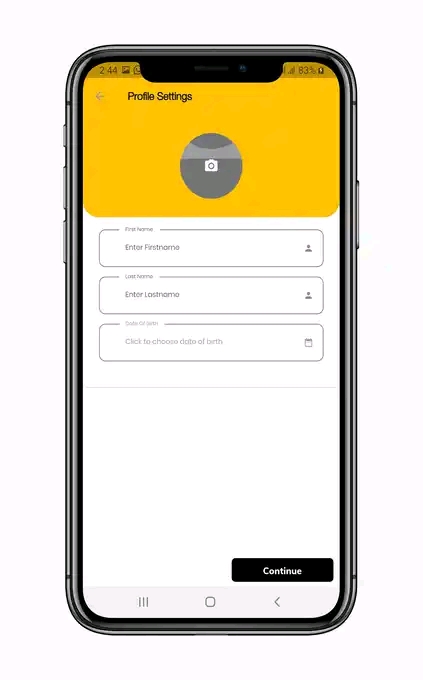 2:44
83%
Profile Settings
First Name
Enter Firstname
Last Name
Enter Lastname
Date Of Birth
Click to choose date of birth
Continue